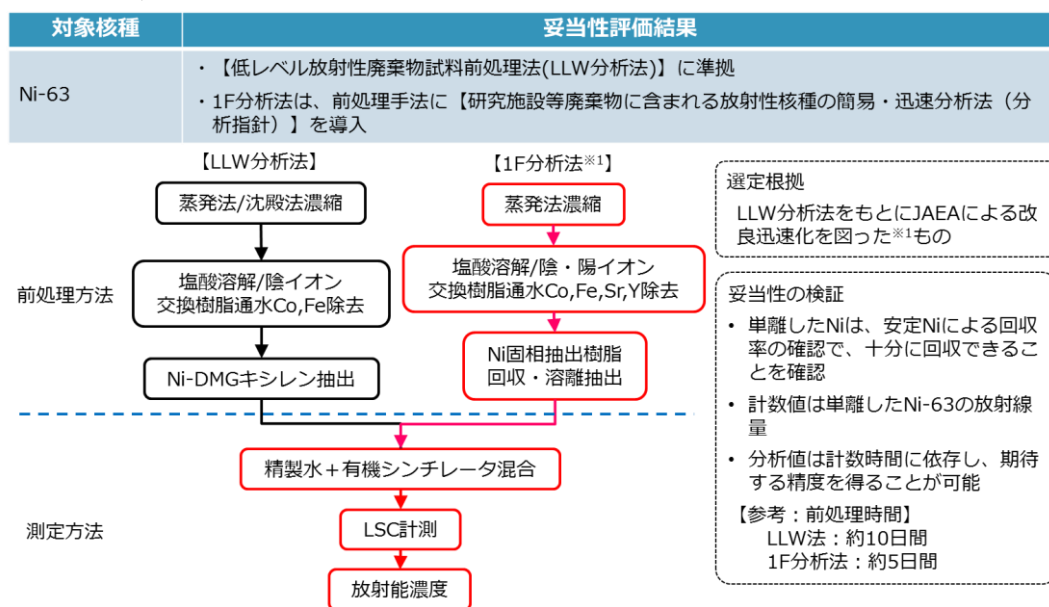 対象核種
妥当性評価結果
Ni-63
・【低レベル放射性廃棄物試料前処理法(LLW分析法)】に準拠
・1F分析法は、前処理手法に【研究施設等廃棄物に含まれる放射性核種の簡易・迅速分析法（分
析指針）】を導入
【LLW分析法】
【1F分析法※1】
前処理方法
蒸発法/沈殿法濃縮
塩酸溶解/陰イオン
交換樹脂通水Co,Fe除去
Ni-DMGキシレン抽出
蒸発法濃縮
塩酸溶解/陰・陽イオン
交換樹脂通水Co,Fe,Sr,Y除去
Ni固相抽出樹脂
回収・溶離抽出
測定方法
精製水＋有機シンチレータ混合
LSC計測
放射能濃度
選定根拠
LLW分析法をもとにJAEAによる改
良迅速化を図った※1もの
妥当性の検証
• 単離したNiは、安定Niによる回収
率の確認で、十分に回収できるこ
とを確認
• 計数値は単離したNi-63の放射線
量
• 分析値は計数時間に依存し、期待
する精度を得ることが可能
【参考：前処理時間】
LLW法：約10日間
1F分析法：約5日間